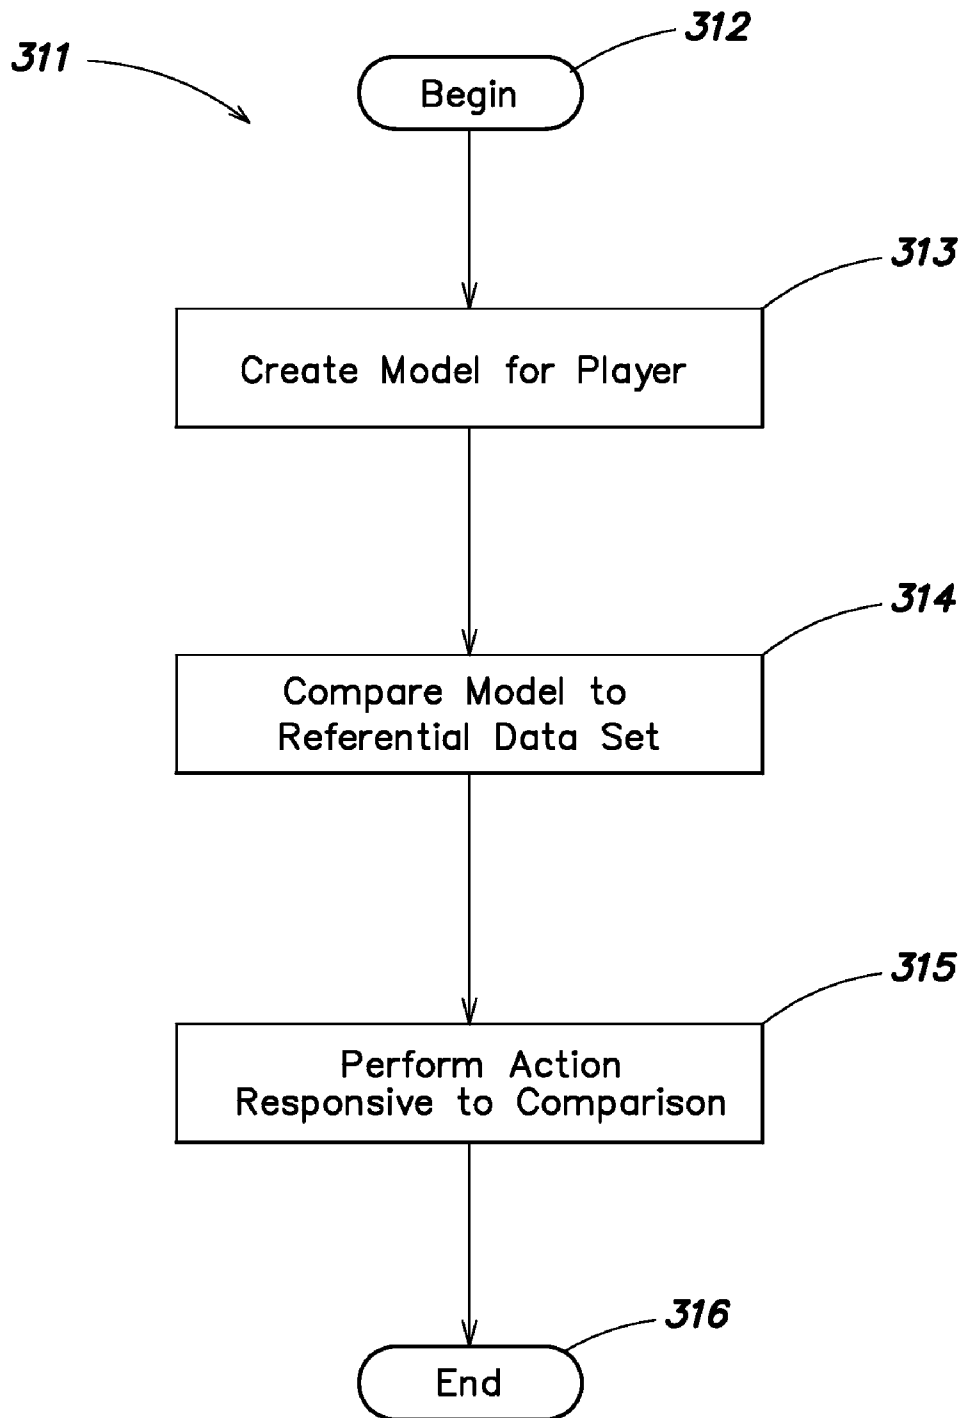 311
312
Begin
313
Create Model for Player
314
Compare Model to
Referential Data Set
315
Perform Action
Responsive to Comparison
316
End